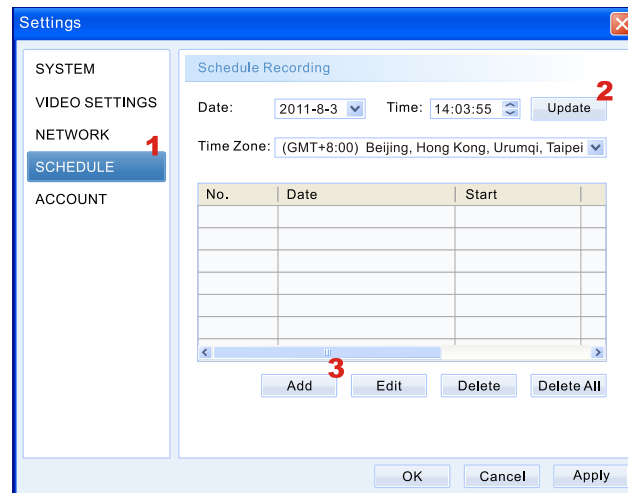 Settings
SYSTEM
VIDEO SETTINGS
NETWORK
1
SCHEDULE
ACCOUNT
Schedule Recording
Date: 2011-8-3 Time: 14:03:55 Update 2
Time Zone: (GMT+8:00) Beijing, Hong Kong, Urumqi, Taipei
No. Date Start
3
Add Edit Delete Delete All
OK Cancel Apply